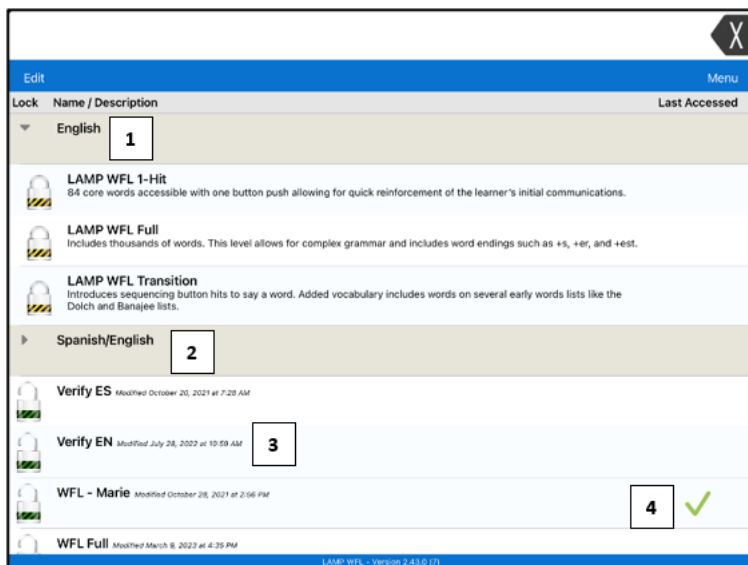 X
Edit Menu
Lock Name / Description Last Accessed
English 1
LAMP WFL 1-Hit
84 core words accessible with one button push allowing for quick reinforcement of the learner's initial communications.
LAMP WFL Full
Includes thousands of words. This level allows for complex grammar and includes word endings such as +s, +er, and +est.
LAMP WFL Transition
Introduces sequencing button hits to say a word. Added vocabulary includes words on several early words lists like the
Dolch and Banajee lists.
Spanish/English 2
Verify ES Modified October 20, 2021 at 7:28 AM
Verify EN Modified July 28, 2022 at 10:59 AM 3
WFL - Marie Modified October 28, 2021 at 2:56 PM 4
WFL Full Modified March 9, 2023 at 4:35 PM
LAMP WFL - Version 2.43.0 (7)